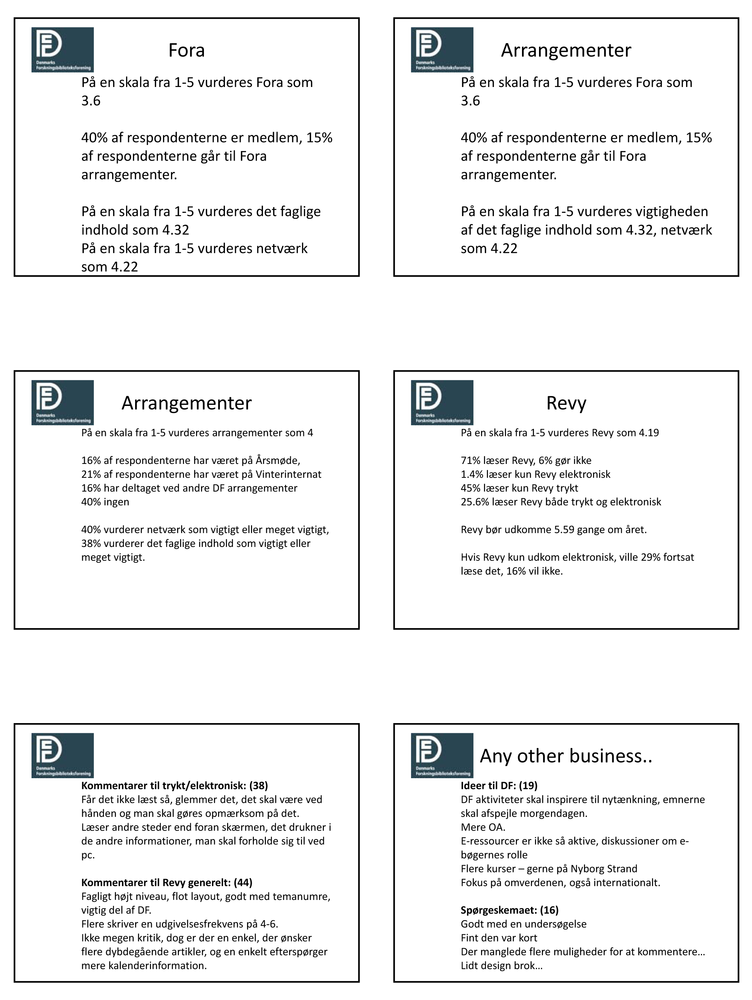 Danmarks
Forskningsbiblioteksforening
Fora
På en skala fra 1-5 vurderes Fora som
3.6
40% af respondenterne er medlem, 15%
af respondenterne går til Fora
arrangementer.
På en skala fra 1-5 vurderes det faglige
indhold som 4.32
På en skala fra 1-5 vurderes netværk
som 4.22
Danmarks
Forskningsbiblioteksforening
Arrangementer
På en skala fra 1-5 vurderes Fora som
3.6
40% af respondenterne er medlem, 15%
af respondenterne går til Fora
arrangementer.
På en skala fra 1-5 vurderes vigtigheden
af det faglige indhold som 4.32, netværk
som 4.22
Danmarks
Forskningsbiblioteksforening
Arrangementer
På en skala fra 1-5 vurderes arrangementer som 4
16% af respondenterne har været på Årsmøde,
21% af respondenterne har været på Vinterinternat
16% har deltaget ved andre DF arrangementer
40% ingen
40% vurderer netværk som vigtigt eller meget vigtigt,
38% vurderer det faglige indhold som vigtigt eller
meget vigtigt.
Danmarks
Forskningsbiblioteksforening
Revy
På en skala fra 1-5 vurderes Revy som 4.19
71% læser Revy, 6% gør ikke
1.4% læser kun Revy elektronisk
45% læser kun Revy trykt
25.6% læser Revy både trykt og elektronisk
Revy bør udkomme 5.59 gange om året.
Hvis Revy kun udkom elektronisk, ville 29% fortsat
læse det, 16% vil ikke.
Danmarks
Forskningsbiblioteksforening
Kommentarer til trykt/elektronisk: (38)
Får det ikke læst så, glemmer det, det skal være ved
hånden og man skal gøres opmærksom på det.
Læser andre steder end foran skærmen, det drukner i
de andre informationer, man skal forholde sig til ved
pc.
Kommentarer til Revy generelt: (44)
Fagligt højt niveau, flot layout, godt med temanumre,
vigtig del af DF.
Flere skriver en udgivelsesfrekvens på 4-6.
Ikke megen kritik, dog er der en enkel, der ønsker
flere dybdegående artikler, og en enkelt efterspørger
mere kalenderinformation.
Danmarks
Forskningsbiblioteksforening
Any other business..
Ideer til DF: (19)
DF aktiviteter skal inspirere til nytænkning, emnerne
skal afspejle morgendagen.
Mere OA.
E-ressourcer er ikke så aktive, diskussioner om e-
bøgernes rolle
Flere kurser – gerne på Nyborg Strand
Fokus på omverdenen, også internationalt.
Spørgeskemaet: (16)
Godt med en undersøgelse
Fint den var kort
Der manglede flere muligheder for at kommentere…
Lidt design brok…